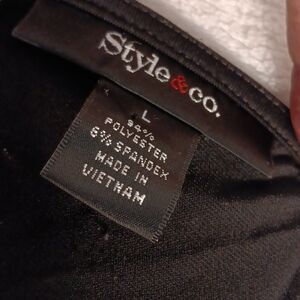 Style&co.
L
94%
POLYESTER
6% SPANDEX
MADE IN
VIETNAM